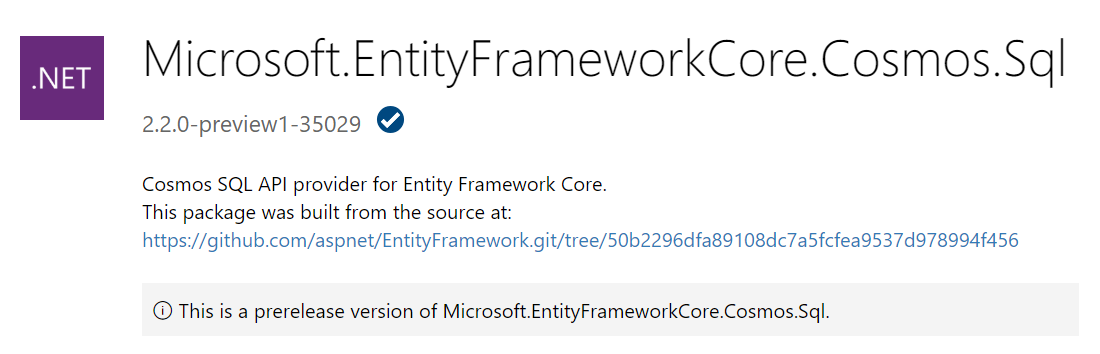 .NET
Microsoft.EntityFrameworkCore.Cosmos.Sql
2.2.0-preview1-35029
Cosmos SQL API provider for Entity Framework Core.
This package was built from the source at:
https://github.com/aspnet/EntityFramework.git/tree/50b2296dfa89108dc7a5fcfea9537d978994f456
This is a prerelease version of Microsoft.EntityFrameworkCore.Cosmos.Sql.